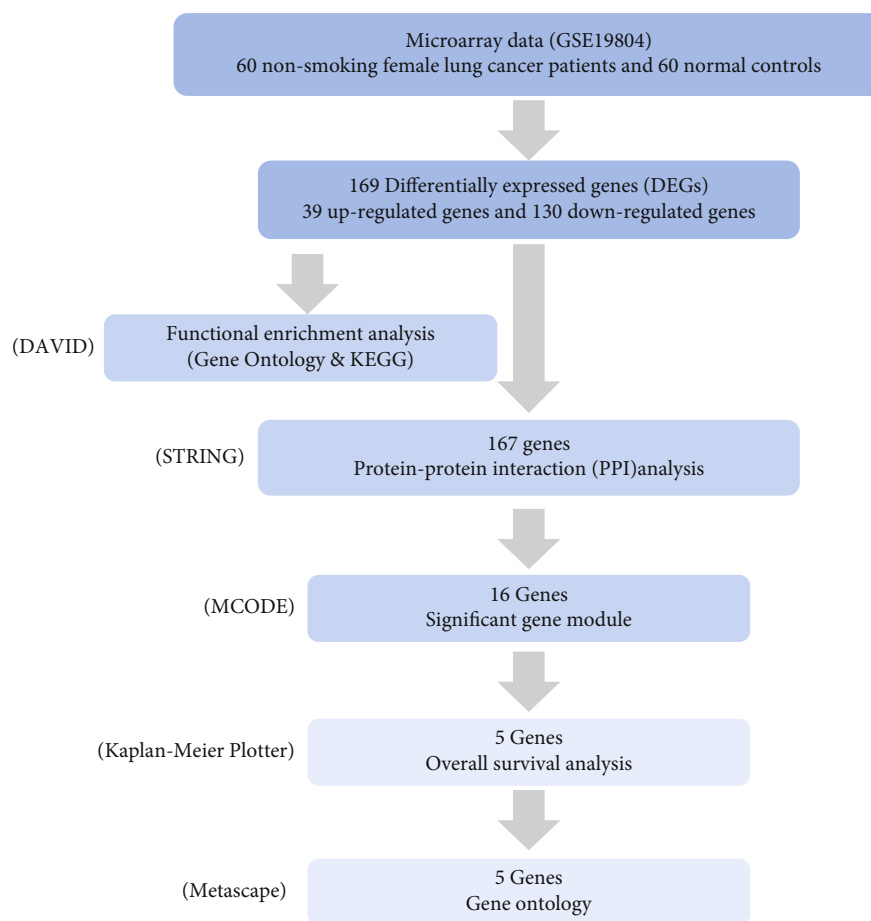 Microarray data (GSE19804)
60 non-smoking female lung cancer patients and 60 normal controls
169 Differentially expressed genes (DEGs)
39 up-regulated genes and 130 down-regulated genes
(DAVID)
Functional enrichment analysis
(Gene Ontology & KEGG)
(STRING)
167 genes
Protein-protein interaction (PPI)analysis
(MCODE)
16 Genes
Significant gene module
(Kaplan-Meier Plotter)
5 Genes
Overall survival analysis
(Metascape)
5 Genes
Gene ontology